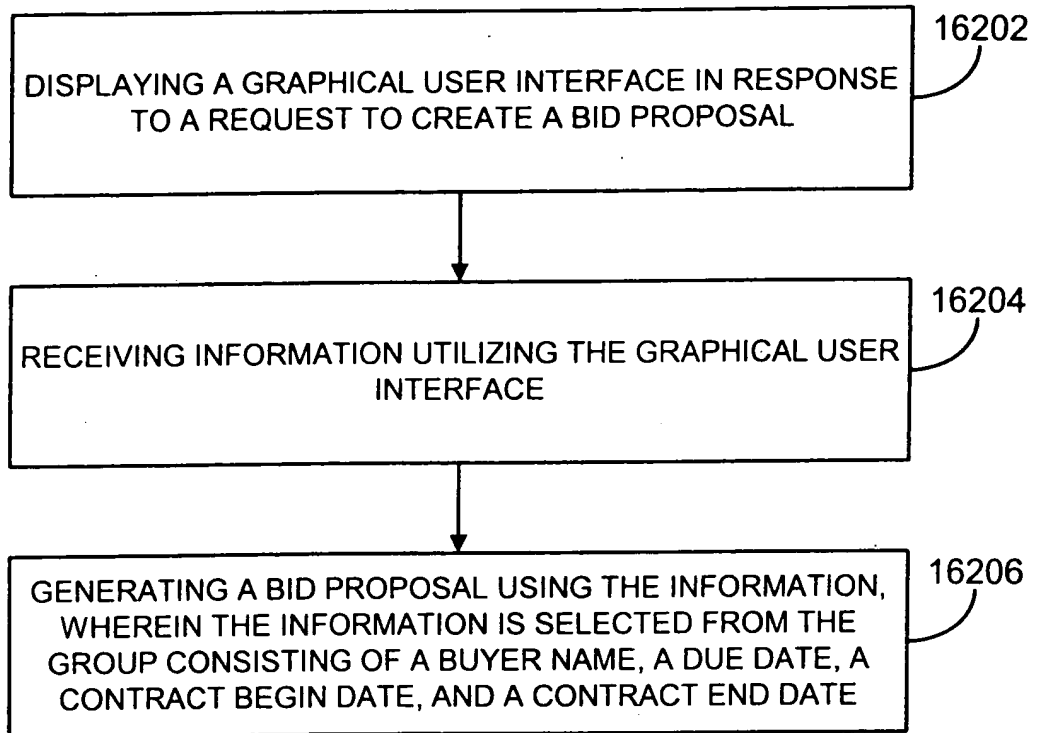 16202
DISPLAYING A GRAPHICAL USER INTERFACE IN RESPONSE
TO A REQUEST TO CREATE A BID PROPOSAL
16204
RECEIVING INFORMATION UTILIZING THE GRAPHICAL USER
INTERFACE
16206
GENERATING A BID PROPOSAL USING THE INFORMATION,
WHEREIN THE INFORMATION IS SELECTED FROM THE
GROUP CONSISTING OF A BUYER NAME, A DUE DATE, A
CONTRACT BEGIN DATE, AND A CONTRACT END DATE